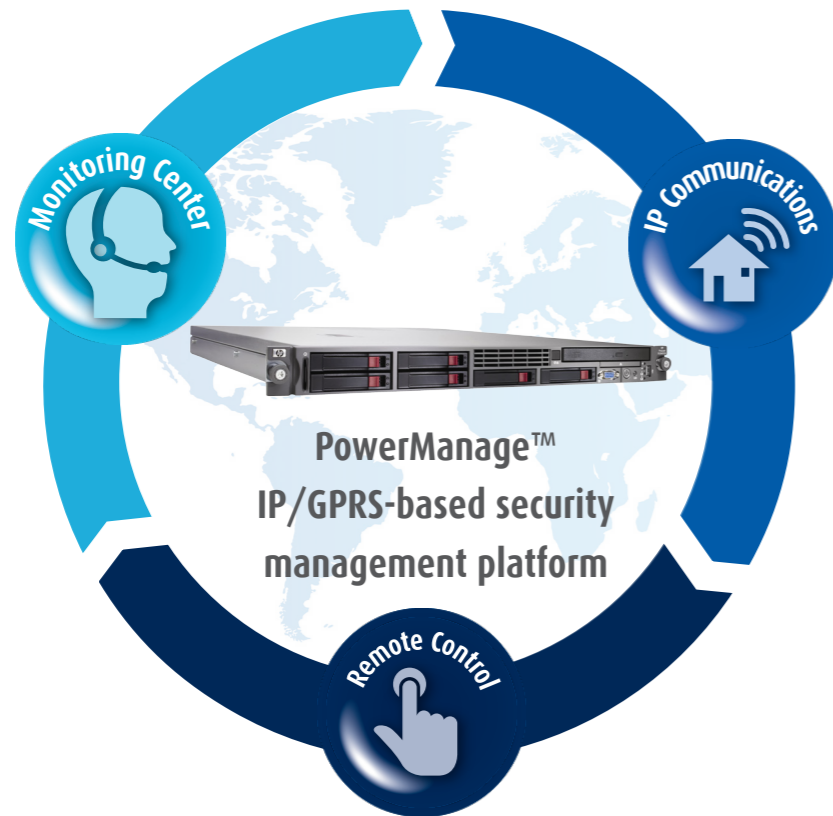 Monitoring Center
IP Communications
PowerManage™
IP/GPRS-based security
management platform
Remote Control